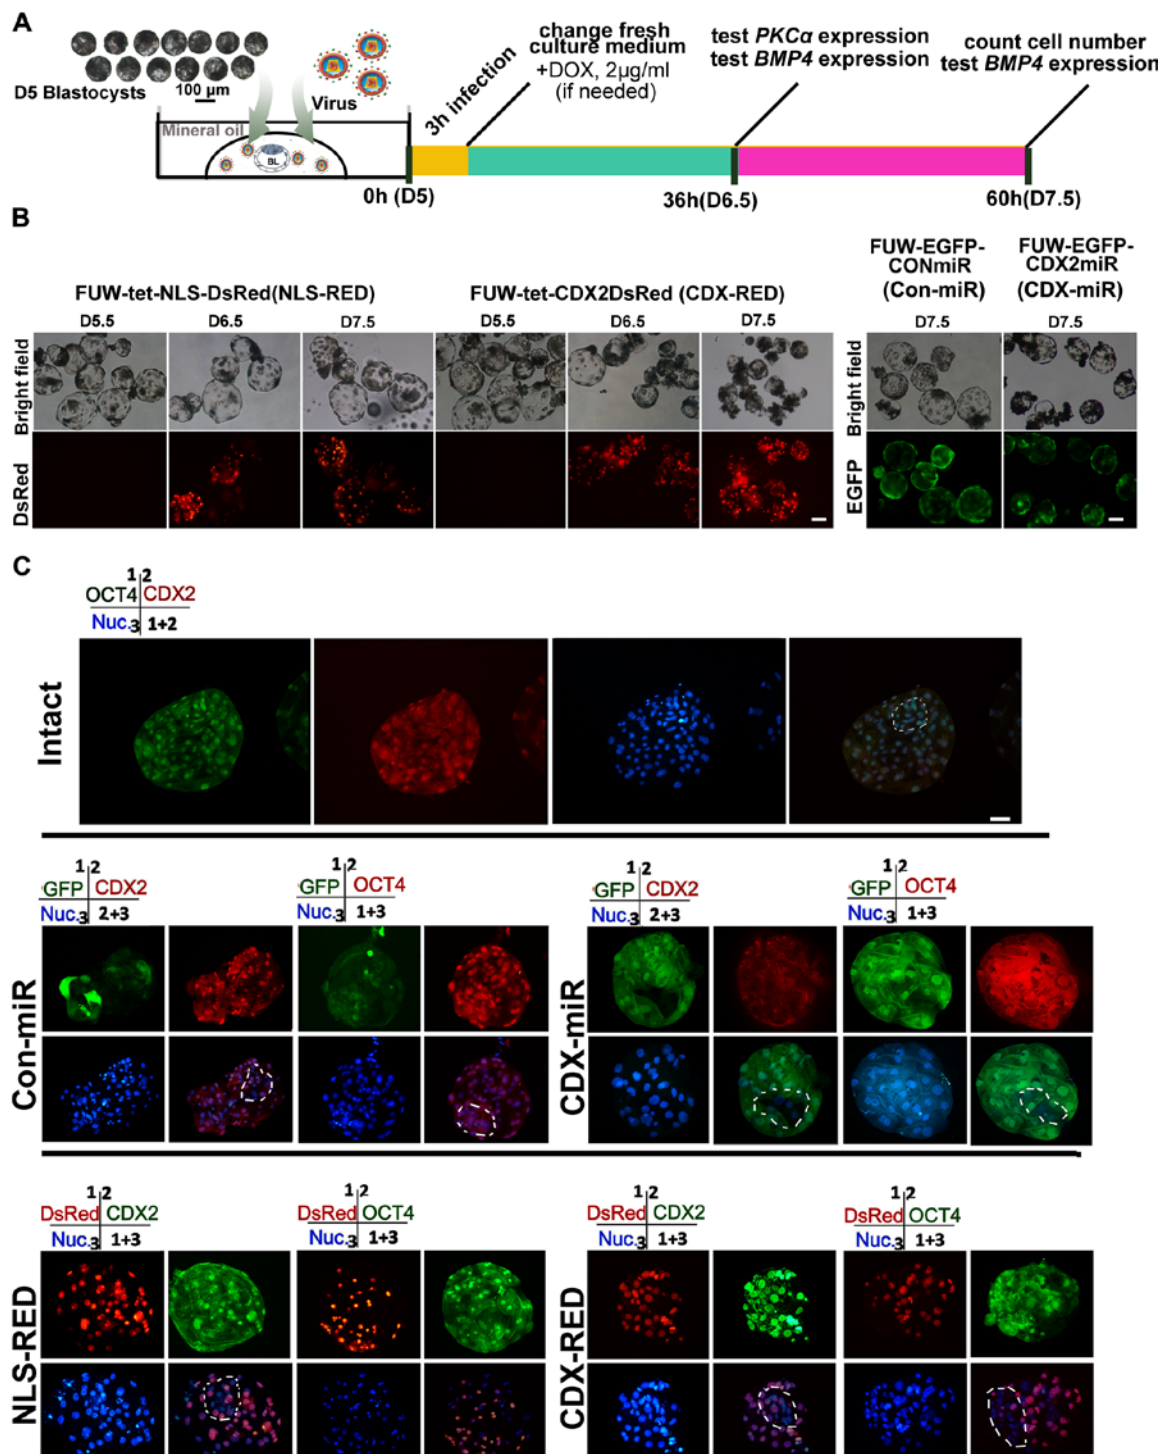 A
D5 Blastocysts
100 µm
Virus
Mineral oil
BL
3h infection
change fresh
culture medium
+DOX, 2µg/ml
(if needed)
test PKCα expression
test BMP4 expression
count cell number
test BMP4 expression
0h (D5)
36h(D6.5)
60h(D7.5)
B
FUW-tet-NLS-DsRed(NLS-RED)
FUW-tet-CDX2DsRed (CDX-RED)
FUW-EGFP-
CONmiR
(Con-miR)
FUW-EGFP-
CDX2miR
(CDX-miR)
D5.5 D6.5 D7.5 D5.5 D6.5 D7.5 D7.5 D7.5
Bright field
DsRed
Bright field
EGFP
C
1 2
OCT4 CDX2
Nuc. 3 1+2
Intact
1 2
GFP CDX2
Nuc. 3 2+3
1 2
GFP OCT4
Nuc. 3 1+3
Con-miR
1 2
GFP CDX2
Nuc. 3 2+3
1 2
GFP OCT4
Nuc. 3 1+3
CDX-miR
1 2
DsRed CDX2
Nuc. 3 1+3
1 2
DsRed OCT4
Nuc. 3 1+3
NLS-RED
1 2
DsRed CDX2
Nuc. 3 1+3
1 2
DsRed OCT4
Nuc. 3 1+3
CDX-RED